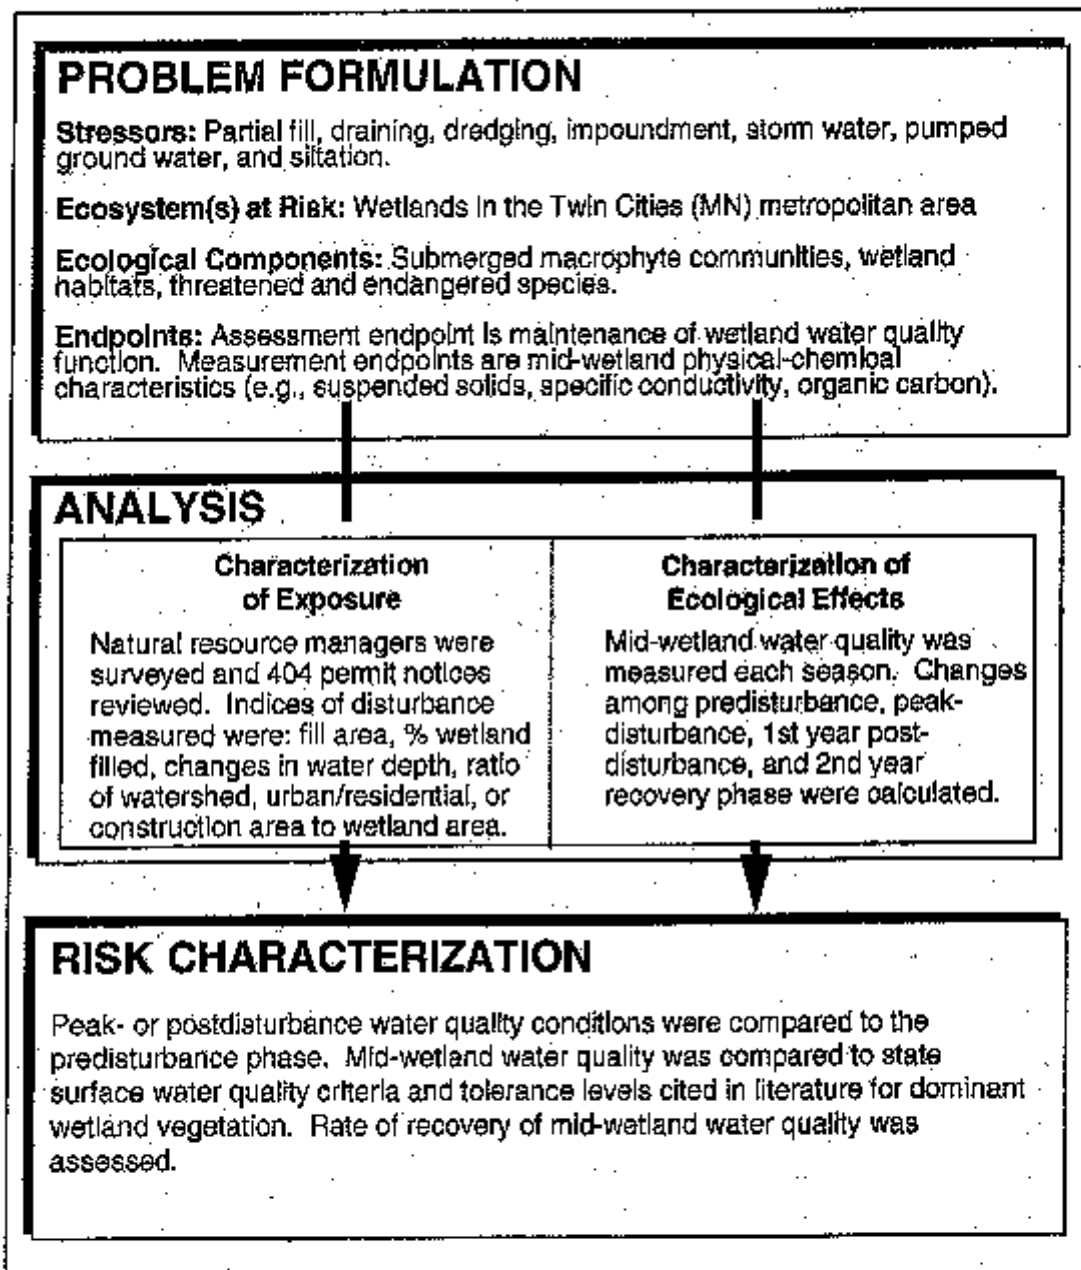 PROBLEM FORMULATION
Stressors: Partial fill, draining, dredging, impoundment, storm water, pumped
ground water, and siltation.
Ecosystem(s) at Risk: Wetlands in the Twin Cities (MN) metropolitan area
Ecological Components: Submerged macrophyte communities, wetland
habitats, threatened and endangered species.
Endpoints: Assessment endpoint is maintenance of wetland water quality
function. Measurement endpoints are mid-wetland physical-chemical
characteristics (e.g., suspended solids, specific conductivity, organic carbon).
ANALYSIS
Characterization
of Exposure
Natural resource managers were
surveyed and 404 permit notices
reviewed. Indices of disturbance
measured were: fill area, % wetland
filled, changes in water depth, ratio
of watershed, urban/residential, or
construction area to wetland area.
Characterization of
Ecological Effects
Mid-wetland water quality was
measured each season. Changes
among predisturbance, peak-
disturbance, 1st year post-
disturbance, and 2nd year
recovery phase were calculated.
RISK CHARACTERIZATION
Peak- or postdisturbance water quality conditions were compared to the
predisturbance phase. Mid-wetland water quality was compared to state
surface water quality criteria and tolerance levels cited in literature for dominant
wetland vegetation. Rate of recovery of mid-wetland water quality was
assessed.